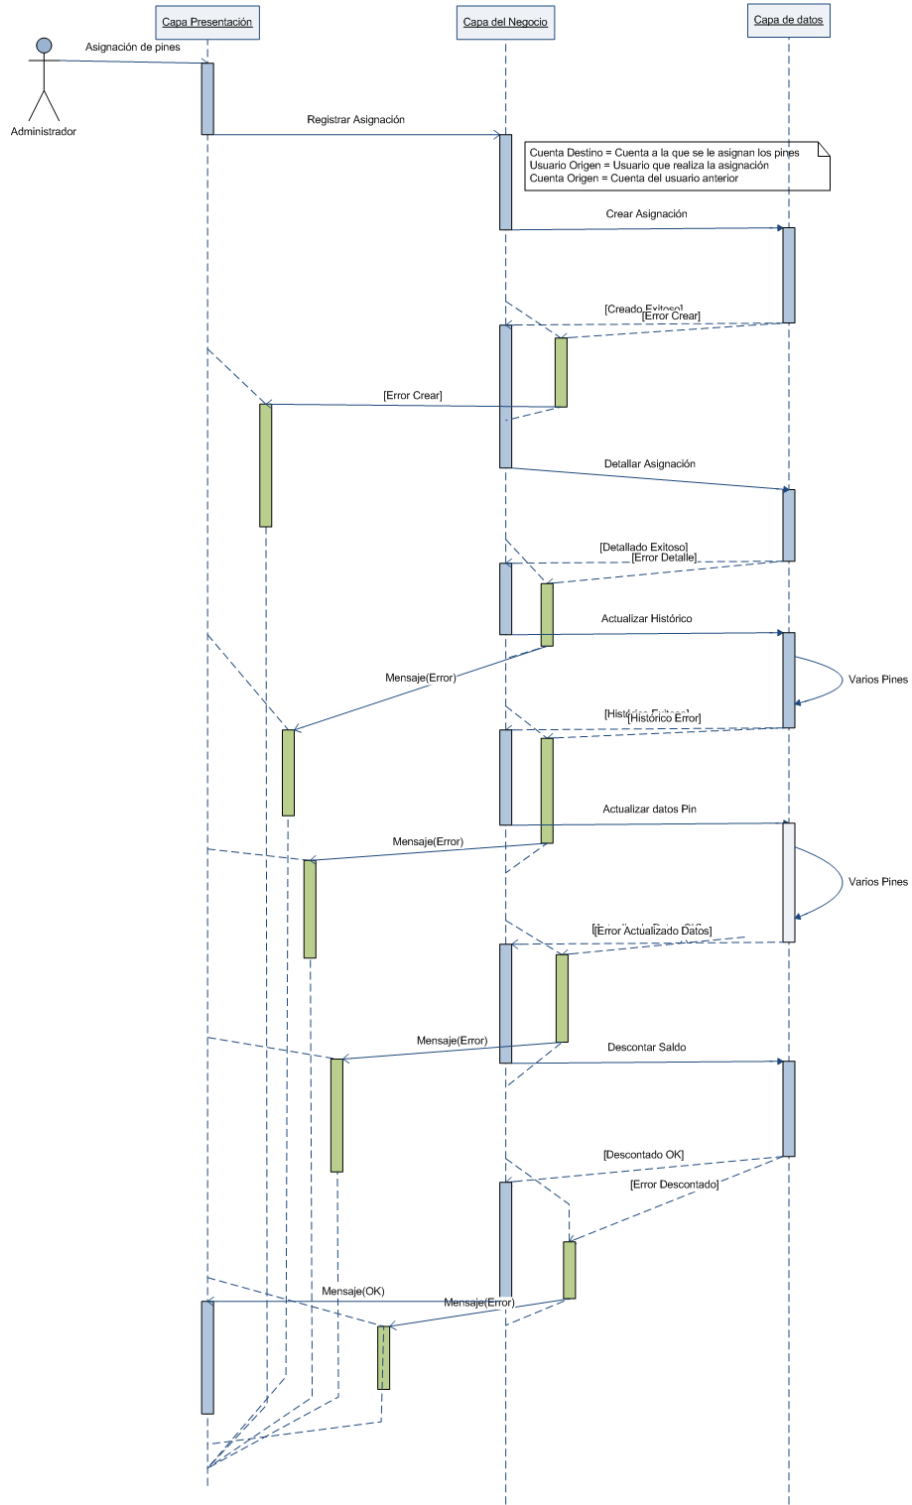 Capa Presentación
Capa del Negocio
Capa de datos
Asignación de pines
Administrador
Registrar Asignación
Cuenta Destino = Cuenta a la que se le asignan los pines
Usuario Origen = Usuario que realiza la asignación
Cuenta Origen = Cuenta del usuario anterior
Crear Asignación
[Creado Exitoso]
[Error Crear]
[Error Crear]
Detallar Asignación
[Detallado Exitoso]
[Error Detalle]
Actualizar Histórico
Mensaje(Error)
Varios Pines
[Histórico Exitoso]
[Histórico Error]
Actualizar datos Pin
Mensaje(Error)
Varios Pines
[Error Actualizado Datos]
Mensaje(Error)
Descontar Saldo
[Descontado OK]
[Error Descontado]
Mensaje(OK)
Mensaje(Error)